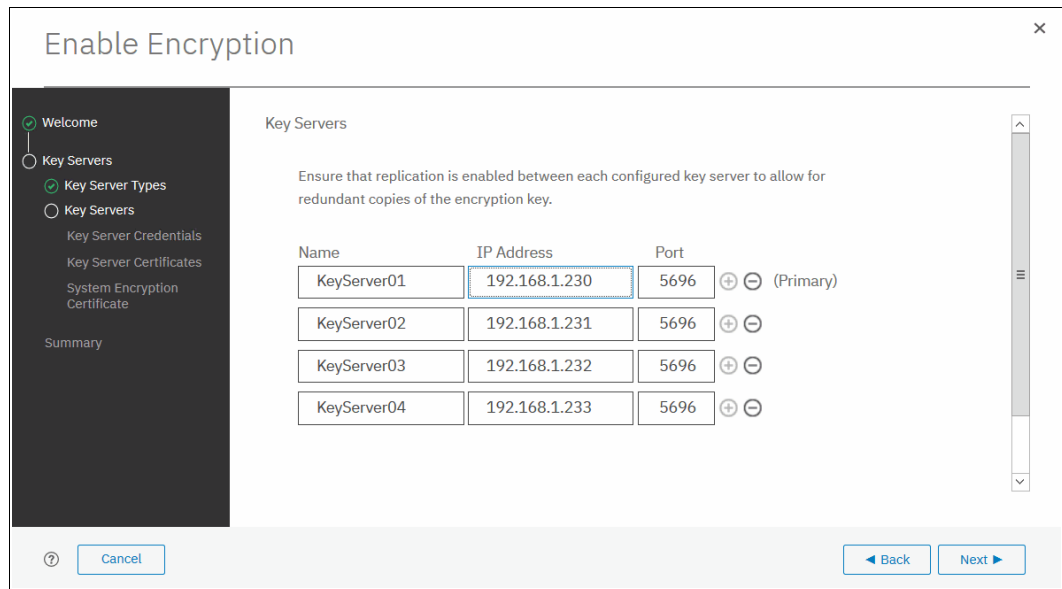 Enable Encryption
Welcome
Key Servers
Key Server Types
Key Servers
Key Server Credentials
Key Server Certificates
System Encryption
Certificate
Summary
Key Servers
Ensure that replication is enabled between each configured key server to allow for
redundant copies of the encryption key.
Name IP Address Port
KeyServer01 192.168.1.230 5696 (Primary)
KeyServer02 192.168.1.231 5696
KeyServer03 192.168.1.232 5696
KeyServer04 192.168.1.233 5696
? Cancel ◄ Back Next ►